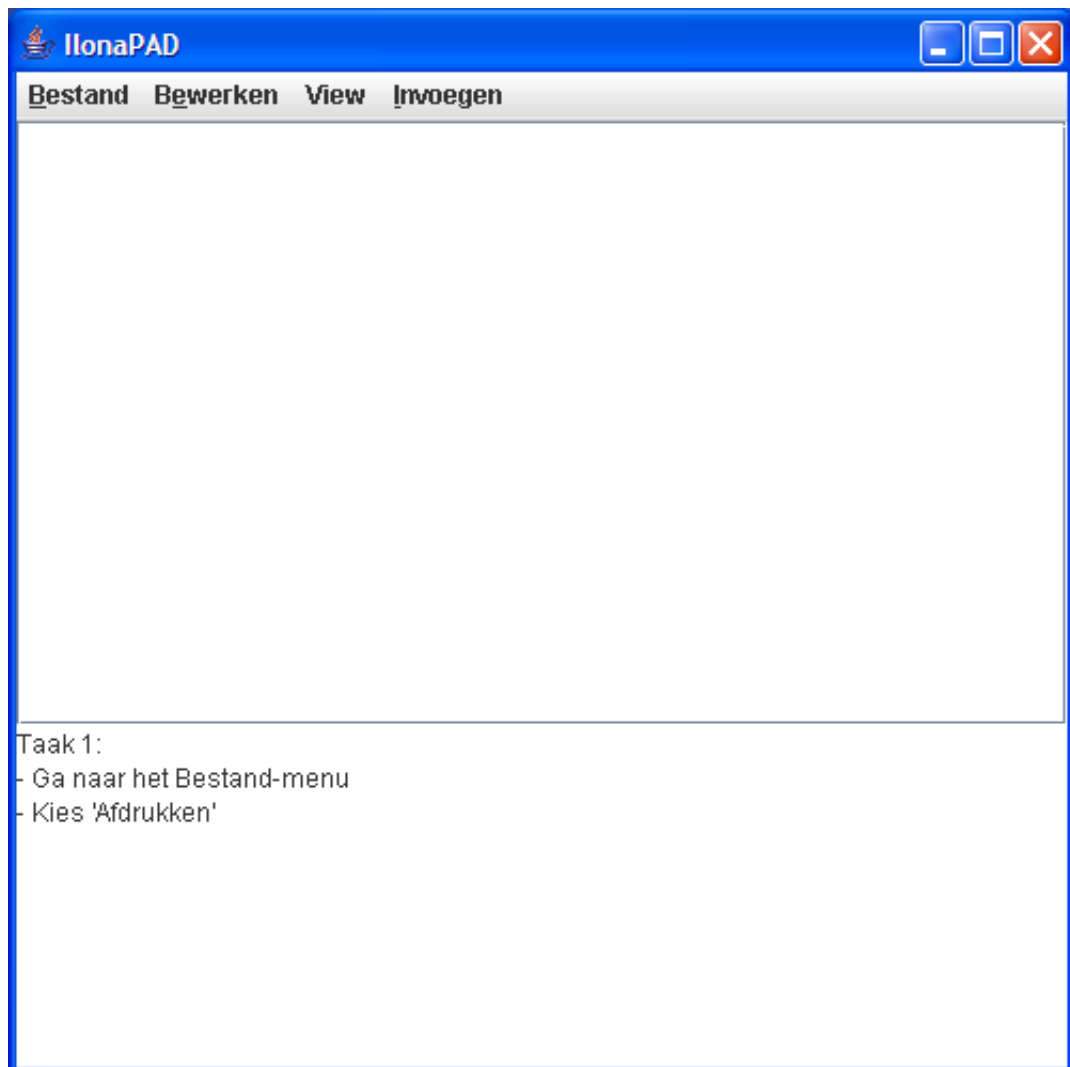 IlonaPAD
Bestand Bewerken View Invoegen
Taak 1:
- Ga naar het Bestand-menu
- Kies 'Afdrukken'